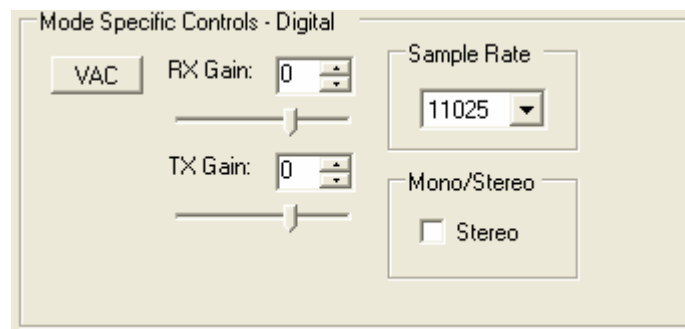 Mode Specific Controls - Digital
VAC
RX Gain: 0
TX Gain: 0
Sample Rate
11025
Mono/Stereo
Stereo